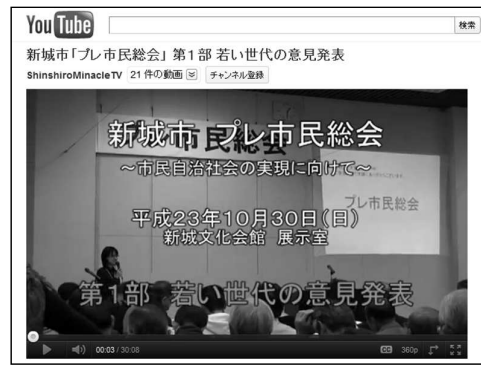 You Tube
検索
新城市「プレ市民総会」 第1部 若い世代の意見発表
ShinshiroMinacleTV 21 件の動画 チャンネル登録
新城市 プレ市民総会
～市民自治社会の実現に向けて～
プレ市民総会
平成23年10月30日(日)
新城文化会館 展示室
第1部 若い世代の意見発表
00:03 / 30:08
CC 360p